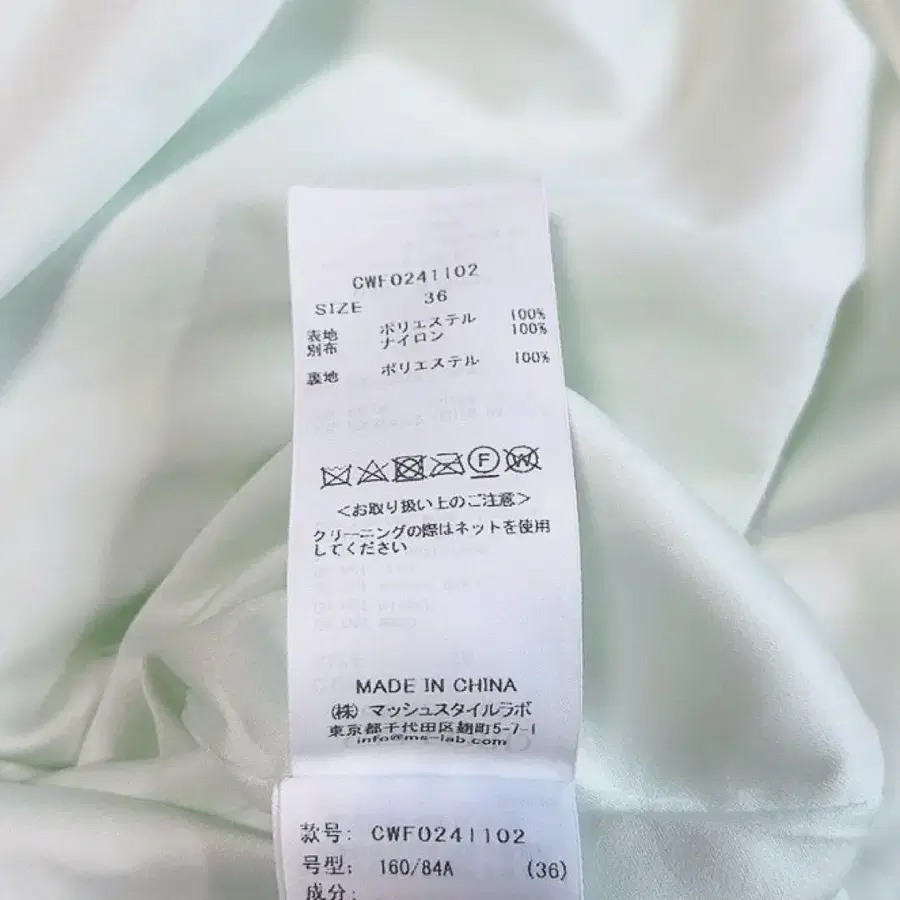 CWF0241102
SIZE 36
表地 ポリエステル 100%
別布 ナイロン 100%
裏地 ポリエステル 100%
F W
<お取り扱い上のご注意>
クリーニングの際はネットを使用
してください
MADE IN CHINA
(株) マッシュスタイルラボ
東京都千代田区麹町5-7-1
info@ms-lab.com
款号: CWF0241102
号型: 160/84A (36)
成分: